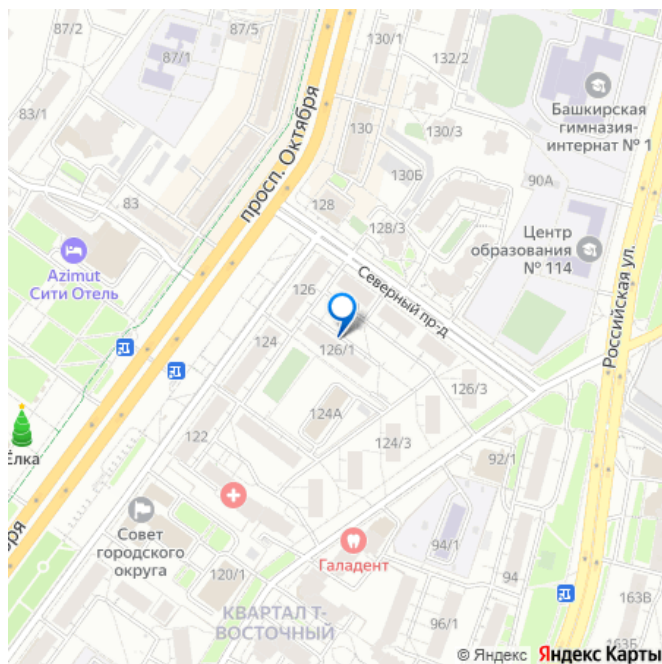 87/2
87/5
87/1
130/1
132/2
83/1
просп. Октября
130
130/3
Башкирская
гимназия-
интернат № 1
130Б
90А
83
128
128/3
Центр
образования
№ 114
Azimut
Сити Отель
126
Северный пр-д
Российская ул.
124
126/1
126/3
124А
122
124/3
Ёлка
92/1
Совет
городского
округа
Галадент
94/1
120/1
94
КВАРТАЛ Т-
ВОСТОЧНЫЙ
96/1
163В
163Б
бря
© Яндекс Яндекс Карты